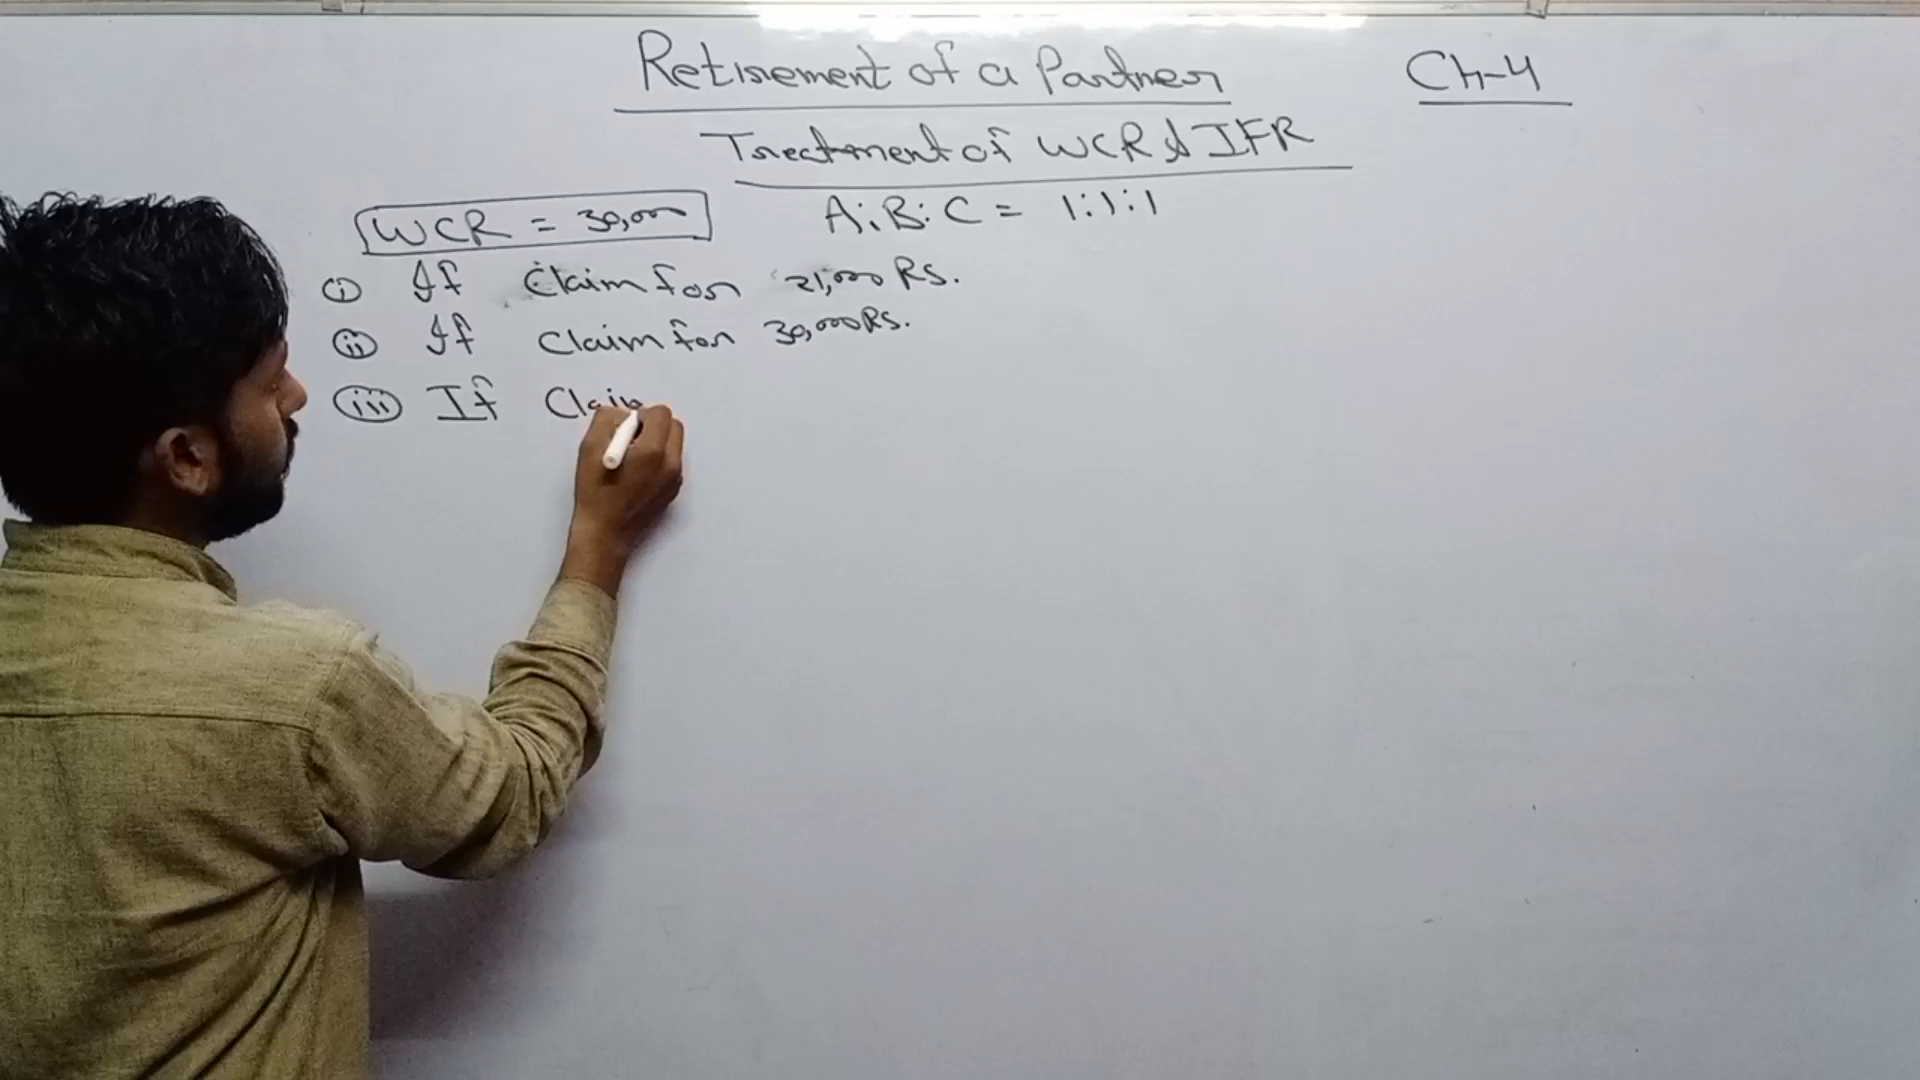 Retirement of a Partner
Ch-4
Treatment of WCR & IFR
WCR = 30,000
A:B:C = 1:1:1
(i) If Claim for 21,000 Rs.
(ii) If Claim for 30,000 Rs.
(iii) If Claim